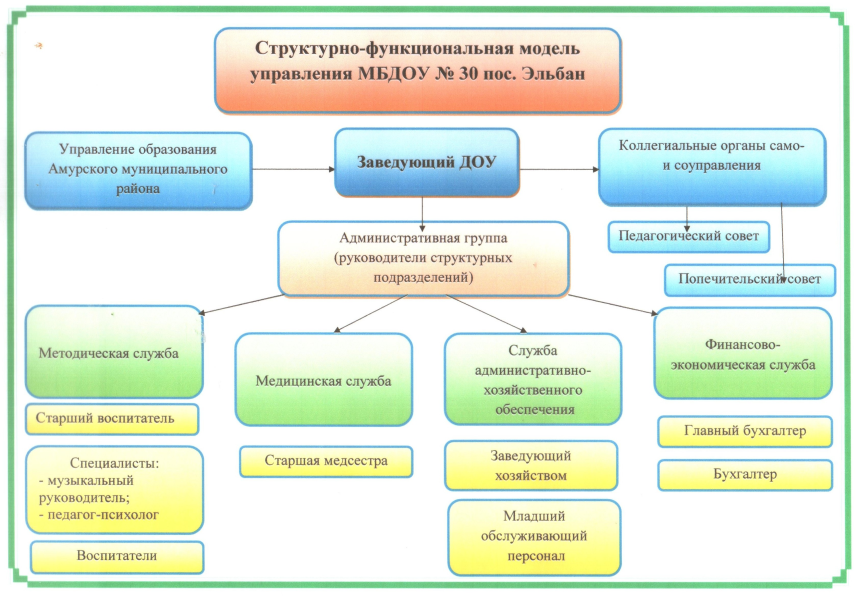 Структурно-функциональная модель
управления МБДОУ № 30 пос. Эльбан
Управление образования
Амурского муниципального
района
Заведующий ДОУ
Коллегиальные органы само-
и соуправления
Педагогический совет
Попечительский совет
Административная группа
(руководители структурных
подразделений)
Методическая служба
Старший воспитатель
Специалисты:
- музыкальный
руководитель;
- педагог-психолог
Воспитатели
Медицинская служба
Старшая медсестра
Служба
административно-
хозяйственного
обеспечения
Заведующий
хозяйством
Младший
обслуживающий
персонал
Финансово-
экономическая служба
Главный бухгалтер
Бухгалтер